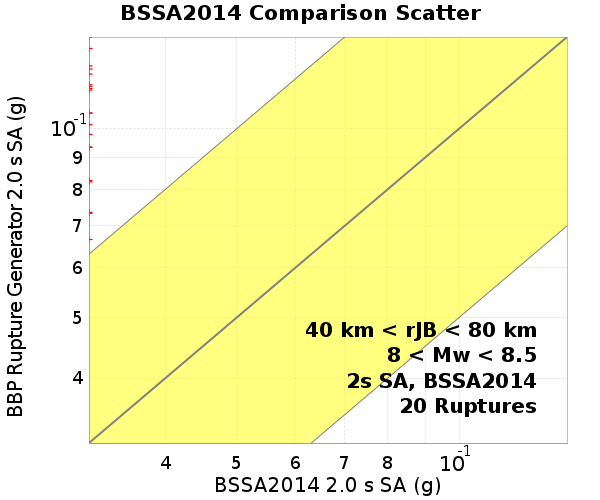 BSSA2014 Comparison Scatter
BBP Rupture Generator 2.0 s SA (g)
10-1
9
8
7
6
5
4
40 km < rJB < 80 km
8 < Mw < 8.5
2s SA, BSSA2014
20 Ruptures
4 5 6 7 8 10-1
BSSA2014 2.0 s SA (g)